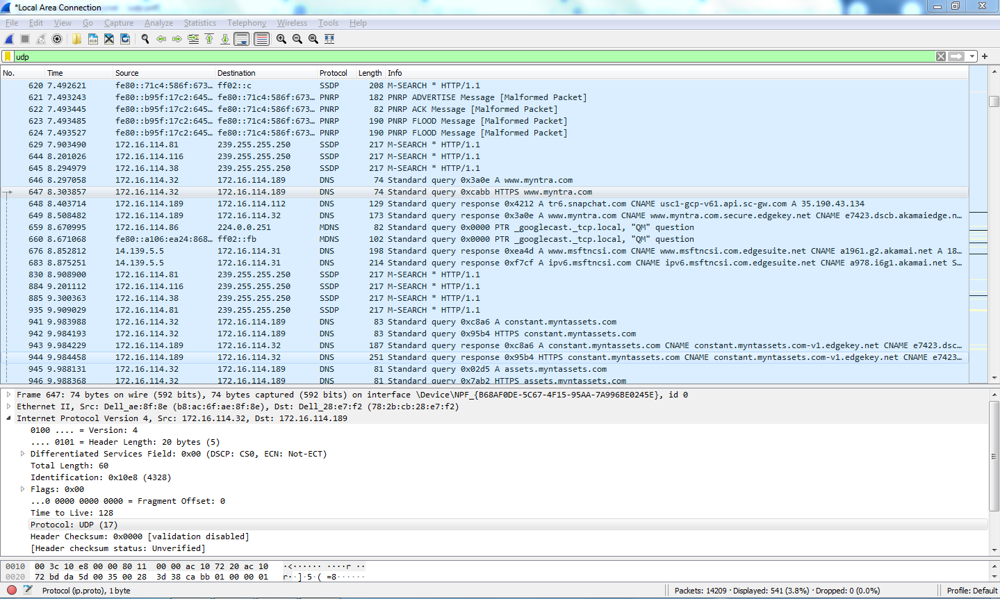 *Local Area Connection
File Edit View Go Capture Analyze Statistics Telephony Wireless Tools Help
udp
No. Time Source Destination Protocol Length Info
620 7.492621 fe80::71c4:586f:673… ff02::c SSDP 208 M-SEARCH * HTTP/1.1
621 7.493243 fe80::b95f:17c2:645… fe80::71c4:586f:673… PNRP 182 PNRP ADVERTISE Message [Malformed Packet]
622 7.493445 fe80::b95f:17c2:645… fe80::71c4:586f:673… PNRP 82 PNRP ACK Message [Malformed Packet]
623 7.493485 fe80::b95f:17c2:645… fe80::71c4:586f:673… PNRP 190 PNRP FLOOD Message [Malformed Packet]
624 7.493527 fe80::b95f:17c2:645… fe80::71c4:586f:673… PNRP 190 PNRP FLOOD Message [Malformed Packet]
629 7.903490 172.16.114.81 239.255.255.250 SSDP 217 M-SEARCH * HTTP/1.1
644 8.201026 172.16.114.116 239.255.255.250 SSDP 217 M-SEARCH * HTTP/1.1
645 8.294979 172.16.114.38 239.255.255.250 SSDP 217 M-SEARCH * HTTP/1.1
646 8.297058 172.16.114.32 172.16.114.189 DNS 74 Standard query 0x3a0e A www.myntra.com
647 8.303857 172.16.114.32 172.16.114.189 DNS 74 Standard query 0xcabb HTTPS www.myntra.com
648 8.403714 172.16.114.189 172.16.114.112 DNS 129 Standard query response 0x4212 A tr6.snapchat.com CNAME usc1-gcp-v61.api.sc-gw.com A 35.190.43.134
649 8.508482 172.16.114.189 172.16.114.32 DNS 173 Standard query response 0x3a0e A www.myntra.com CNAME www.myntra.com.secure.edgekey.net CNAME e7423.dscb.akamaiedge.n…
659 8.670995 172.16.114.86 224.0.0.251 MDNS 82 Standard query 0x0000 PTR _googlecast._tcp.local, "QM" question
660 8.671068 fe80::a106:ea24:868… ff02::fb MDNS 102 Standard query 0x0000 PTR _googlecast._tcp.local, "QM" question
676 8.852812 14.139.5.5 172.16.114.31 DNS 198 Standard query response 0xea4d A www.msftncsi.com CNAME www.msftncsi.com.edgesuite.net CNAME a1961.g2.akamai.net A 18…
683 8.875251 14.139.5.5 172.16.114.31 DNS 214 Standard query response 0xf7cf A ipv6.msftncsi.com CNAME ipv6.msftncsi.com.edgesuite.net CNAME a978.i6g1.akamai.net S…
830 8.908900 172.16.114.81 239.255.255.250 SSDP 217 M-SEARCH * HTTP/1.1
884 9.201112 172.16.114.116 239.255.255.250 SSDP 217 M-SEARCH * HTTP/1.1
885 9.300363 172.16.114.38 239.255.255.250 SSDP 217 M-SEARCH * HTTP/1.1
935 9.909029 172.16.114.81 239.255.255.250 SSDP 217 M-SEARCH * HTTP/1.1
941 9.983988 172.16.114.32 172.16.114.189 DNS 83 Standard query 0xc8a6 A constant.myntassets.com
942 9.984193 172.16.114.32 172.16.114.189 DNS 83 Standard query 0x95b4 HTTPS constant.myntassets.com
943 9.984229 172.16.114.189 172.16.114.32 DNS 187 Standard query response 0xc8a6 A constant.myntassets.com CNAME constant.myntassets.com-v1.edgekey.net CNAME e7423.dsc…
944 9.984458 172.16.114.189 172.16.114.32 DNS 251 Standard query response 0x95b4 HTTPS constant.myntassets.com CNAME constant.myntassets.com-v1.edgekey.net CNAME e7423…
945 9.988131 172.16.114.32 172.16.114.189 DNS 81 Standard query 0x02d5 A assets.myntassets.com
946 9.988368 172.16.114.32 172.16.114.189 DNS 81 Standard query 0x7ab2 HTTPS assets.myntassets.com
Frame 647: 74 bytes on wire (592 bits), 74 bytes captured (592 bits) on interface \Device\NPF_{B68AF0DE-5C67-4F15-95AA-7A996BE0245E}, id 0
Ethernet II, Src: Dell_ae:8f:8e (b8:ac:6f:ae:8f:8e), Dst: Dell_28:e7:f2 (78:2b:cb:28:e7:f2)
Internet Protocol Version 4, Src: 172.16.114.32, Dst: 172.16.114.189
0100 .... = Version: 4
.... 0101 = Header Length: 20 bytes (5)
Differentiated Services Field: 0x00 (DSCP: CS0, ECN: Not-ECT)
Total Length: 60
Identification: 0x10e8 (4328)
Flags: 0x00
...0 0000 0000 0000 = Fragment Offset: 0
Time to Live: 128
Protocol: UDP (17)
Header Checksum: 0x0000 [validation disabled]
[Header checksum status: Unverified]
0010 00 3c 10 e8 00 00 80 11 00 00 ac 10 72 20 ac 10 ·<······ ····r ··
0020 72 bd da 5d 00 35 00 28 3d 38 ca bb 01 00 00 01 r··]·5·( =8······
Protocol (ip.proto), 1 byte Packets: 14209 · Displayed: 541 (3.8%) · Dropped: 0 (0.0%) Profile: Default